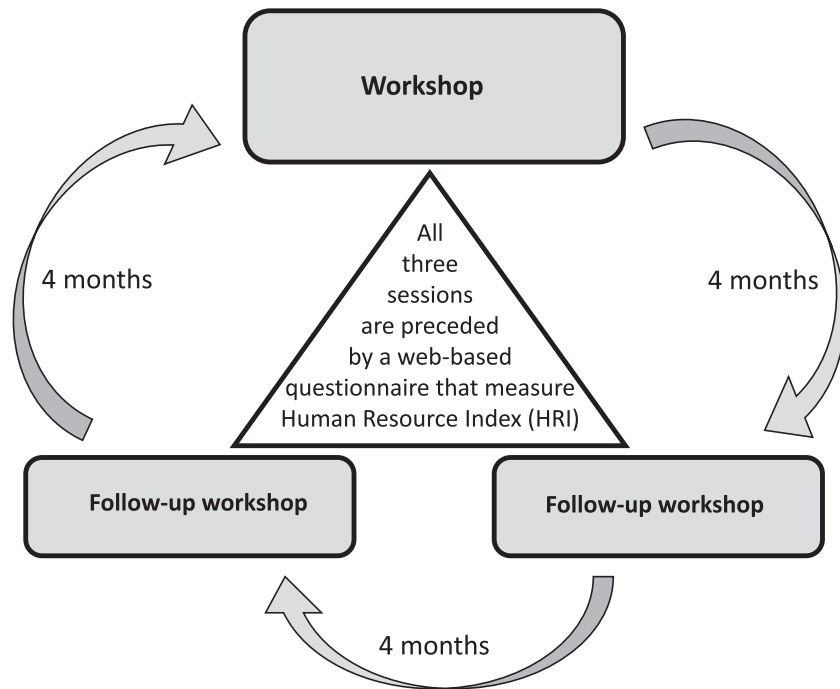 Workshop
4 months
4 months
All
three
sessions
are preceded
by a web-based
questionnaire that measure
Human Resource Index (HRI)
Follow-up workshop
Follow-up workshop
4 months